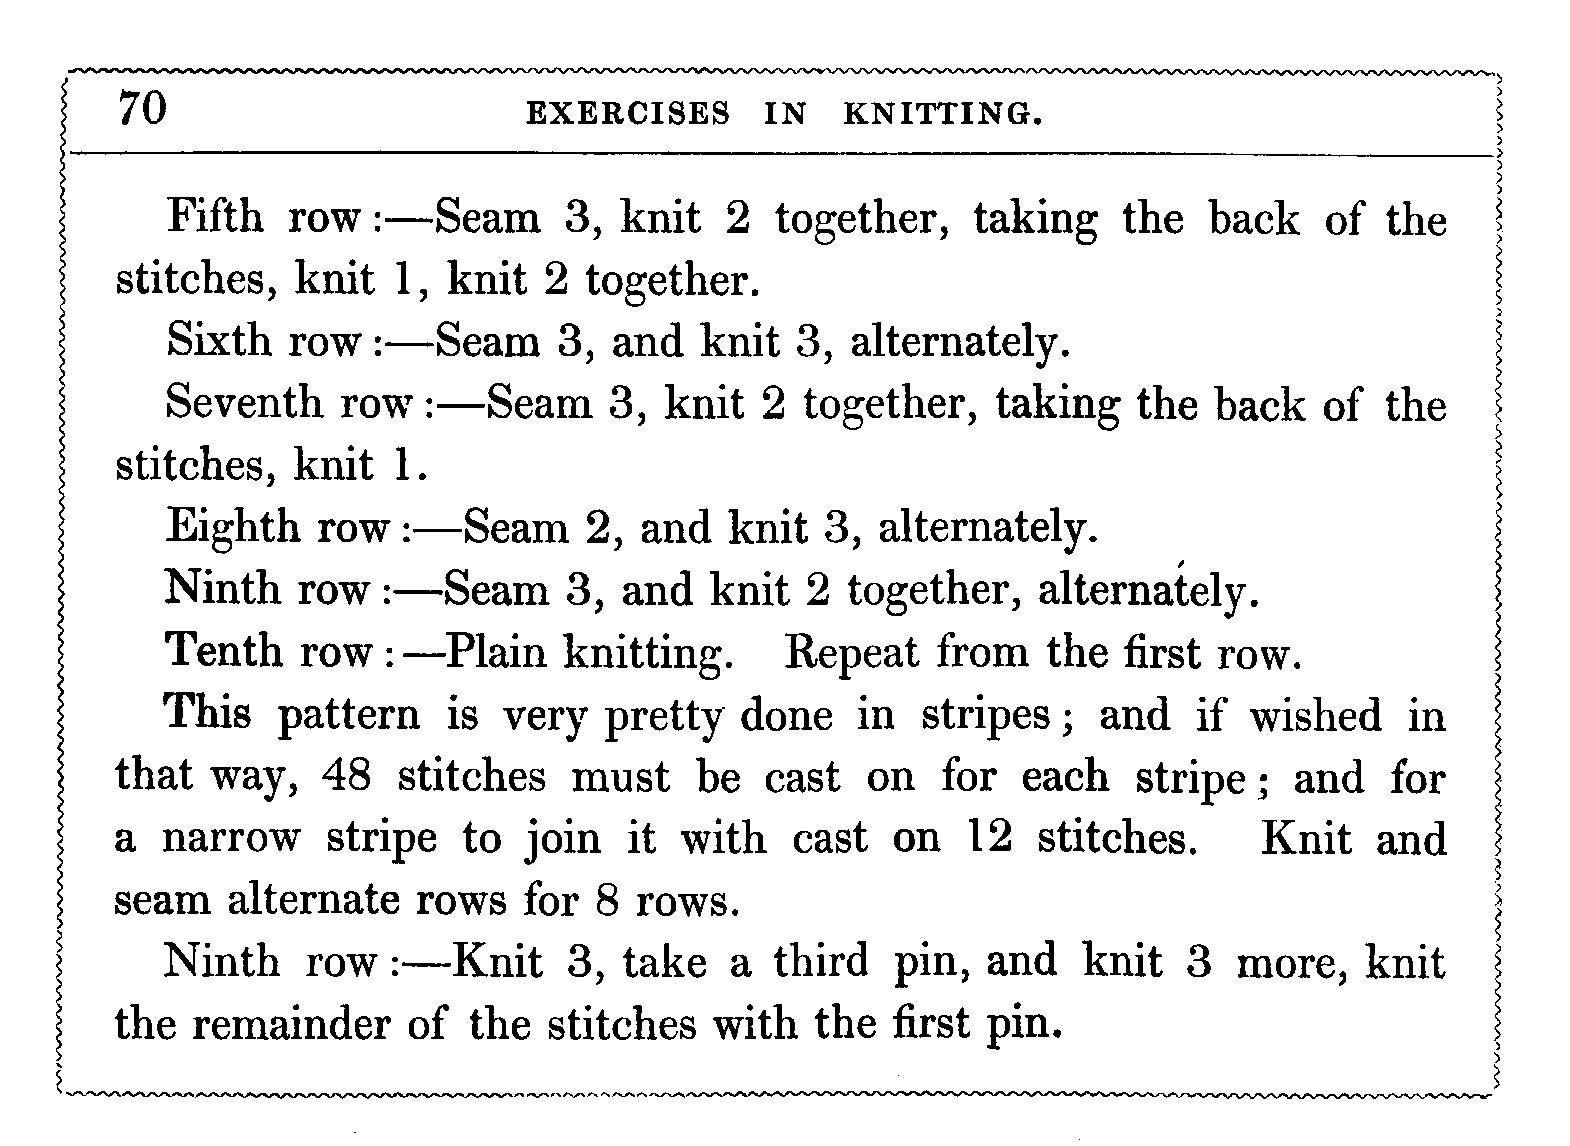 70 EXERCISES IN KNITTING.
Fifth row:—Seam 3, knit 2 together, taking the back of the
stitches, knit 1, knit 2 together.
Sixth row:—Seam 3, and knit 3, alternately.
Seventh row:—Seam 3, knit 2 together, taking the back of the
stitches, knit 1.
Eighth row:—Seam 2, and knit 3, alternately.
Ninth row:—Seam 3, and knit 2 together, alternately.
Tenth row:—Plain knitting. Repeat from the first row.
This pattern is very pretty done in stripes; and if wished in
that way, 48 stitches must be cast on for each stripe; and for
a narrow stripe to join it with cast on 12 stitches. Knit and
seam alternate rows for 8 rows.
Ninth row:—Knit 3, take a third pin, and knit 3 more, knit
the remainder of the stitches with the first pin.